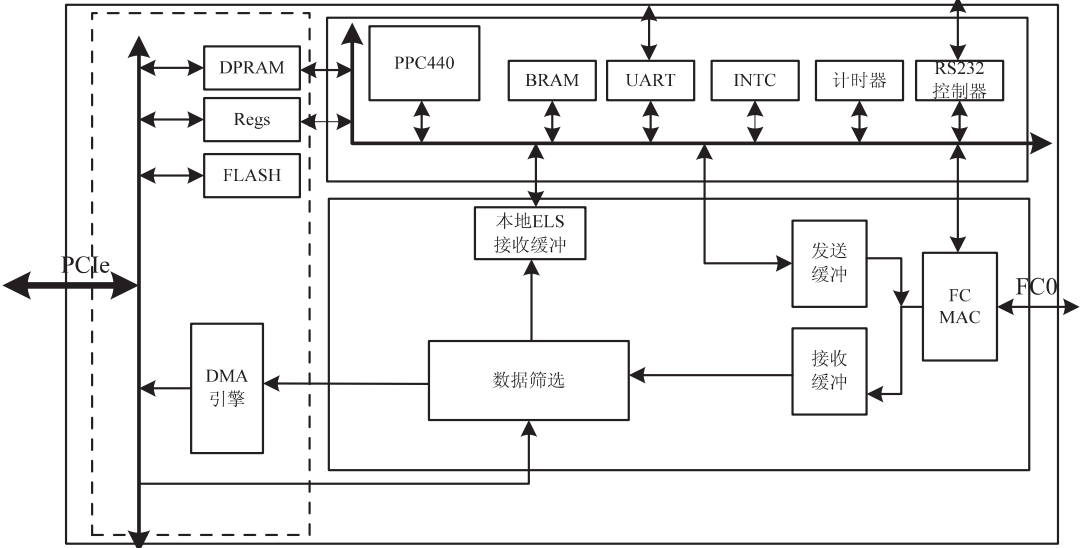 PPC440
DPRAM
BRAM
UART
INTC
计时器
RS232
控制器
Regs
FLASH
本地ELS
接收缓冲
发送
缓冲
PCIe
FC
MAC
FC0
DMA
引擎
数据筛选
接收
缓冲